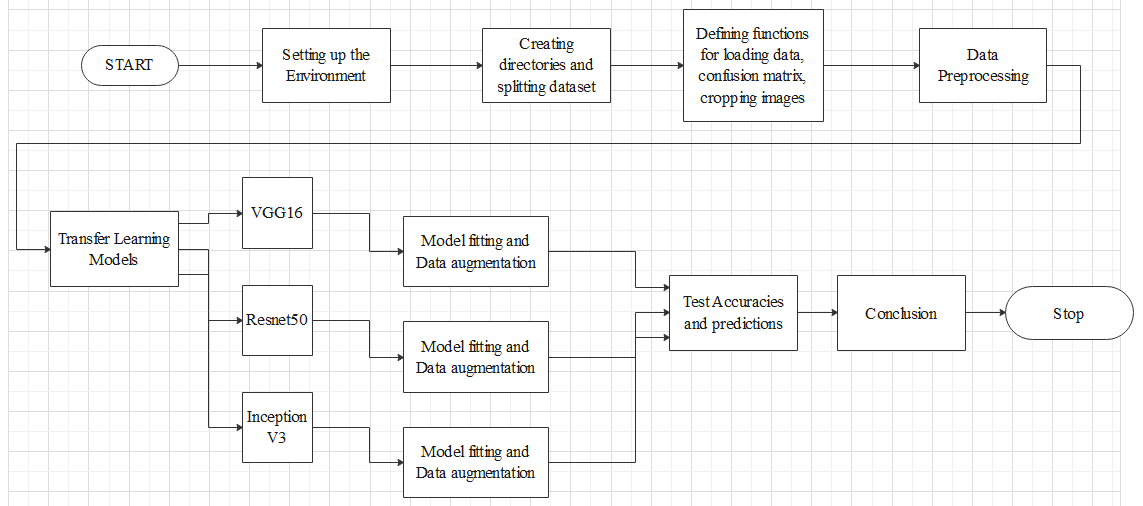 START
Setting up the
Environment
Creating
directories and
splitting dataset
Defining functions
for loading data,
confusion matrix,
cropping images
Data
Preprocessing
Transfer Learning
Models
VGG16
Resnet50
Inception
V3
Model fitting and
Data augmentation
Model fitting and
Data augmentation
Model fitting and
Data augmentation
Test Accuracies
and predictions
Conclusion
Stop